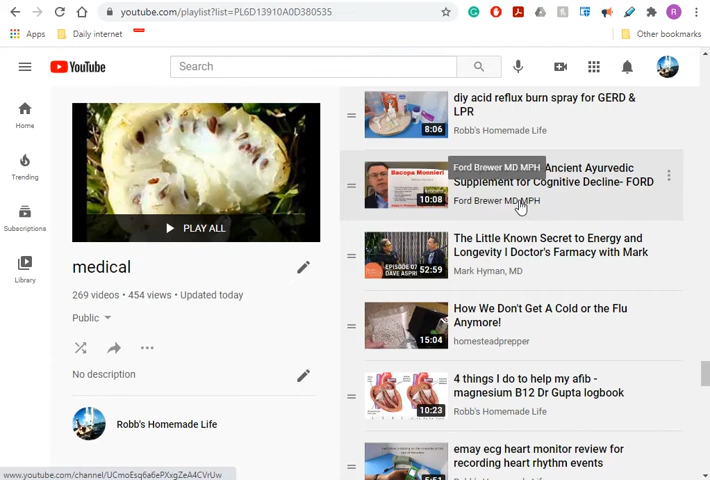 youtube.com/playlist?list=PL6D13910A0D380535
Apps
Daily internet
Other bookmarks
YouTube
Search
Home
Trending
Subscriptions
Library
PLAY ALL
medical
269 videos • 454 views • Updated today
Public
No description
Robb's Homemade Life
8:06
diy acid reflux burn spray for GERD &
LPR
Robb's Homemade Life
Bacopa Monnieri
10:08
Ford Brewer MD MPH
Ancient Ayurvedic
Supplement for Cognitive Decline- FORD
Ford Brewer MD MPH
EPISODE 07
DAVE ASPRE
52:59
The Little Known Secret to Energy and
Longevity I Doctor's Farmacy with Mark
Mark Hyman, MD
15:04
How We Don't Get A Cold or the Flu
Anymore!
homesteadprepper
10:23
4 things I do to help my afib -
magnesium B12 Dr Gupta logbook
Robb's Homemade Life
emay ecg heart monitor review for
recording heart rhythm events
5:51
www.youtube.com/channel/UCmoEsq6a6ePXxgZeA4CVrUw